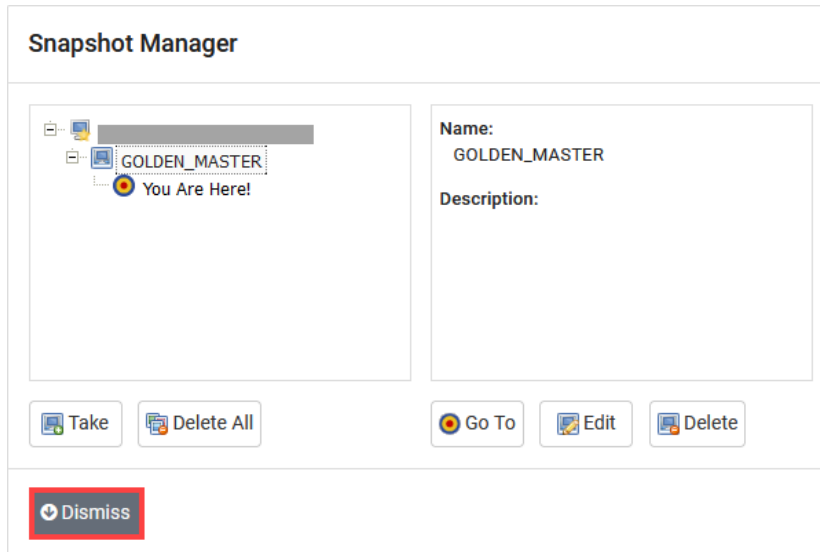 Snapshot Manager
GOLDEN_MASTER
You Are Here!
Name:
GOLDEN_MASTER
Description:
Take
Delete All
Go To
Edit
Delete
Dismiss